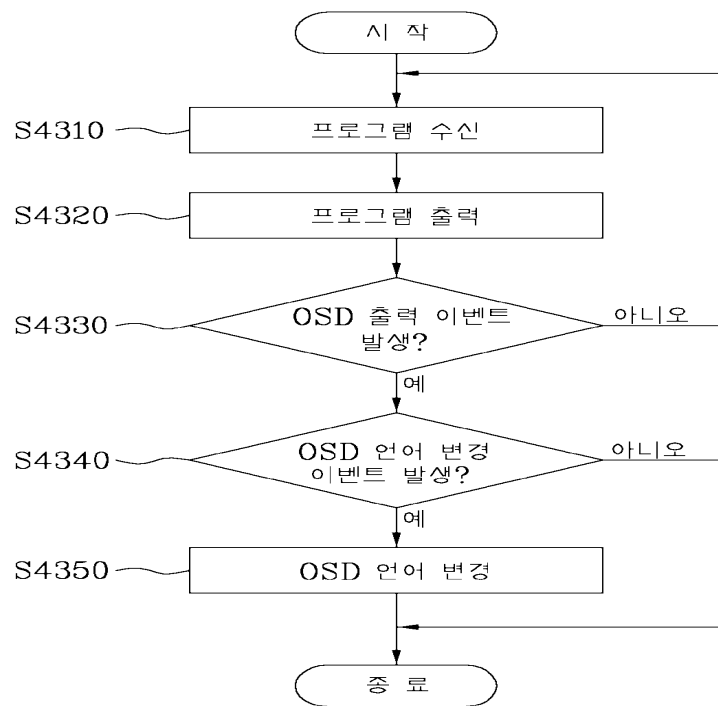 시 작
S4310
프로그램 수신
S4320
프로그램 출력
S4330
OSD 출력 이벤트
발생?
아니오
예
S4340
OSD 언어 변경
이벤트 발생?
아니오
예
S4350
OSD 언어 변경
종 료